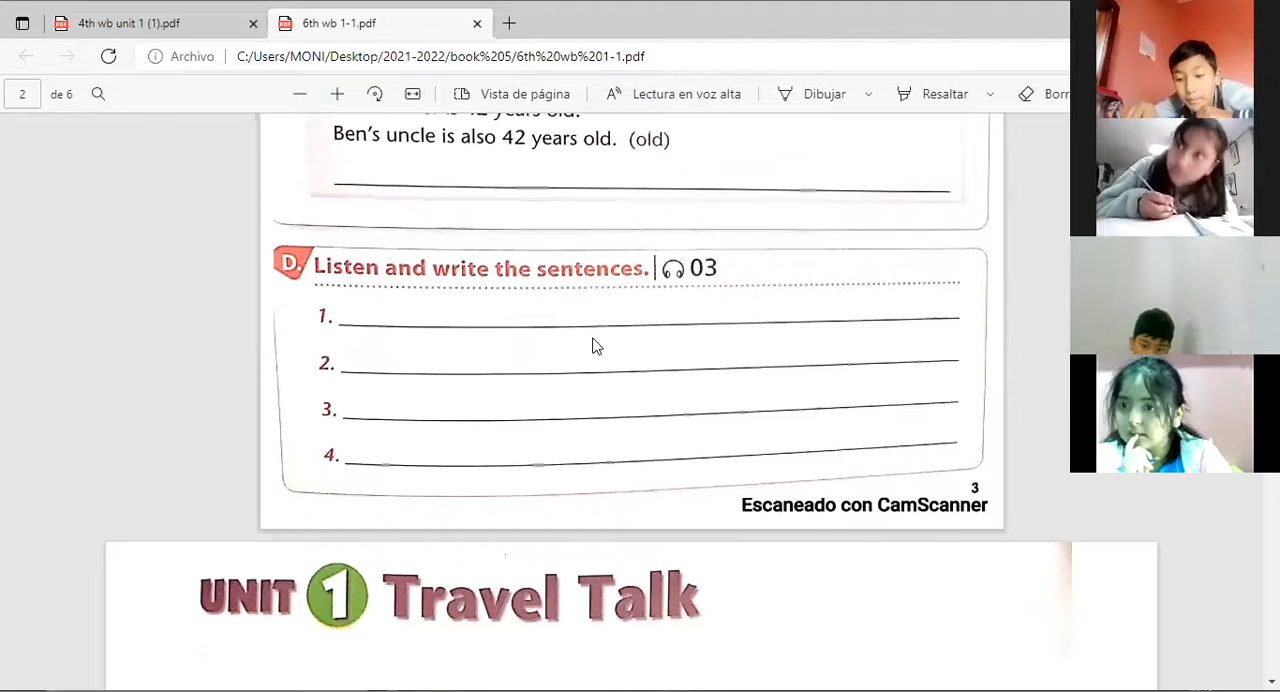 4th wb unit 1 (1).pdf
6th wb 1-1.pdf
Archivo
C:/Users/MONI/Desktop/2021-2022/book%205/6th%20wb%201-1.pdf
2
de 6
Vista de página
Lectura en voz alta
Dibujar
Resaltar
42 years old.
Ben's uncle is also 42 years old. (old)
D. Listen and write the sentences. 03
1.
2.
3.
4.
3
Escaneado con CamScanner
UNIT 1 Travel Talk